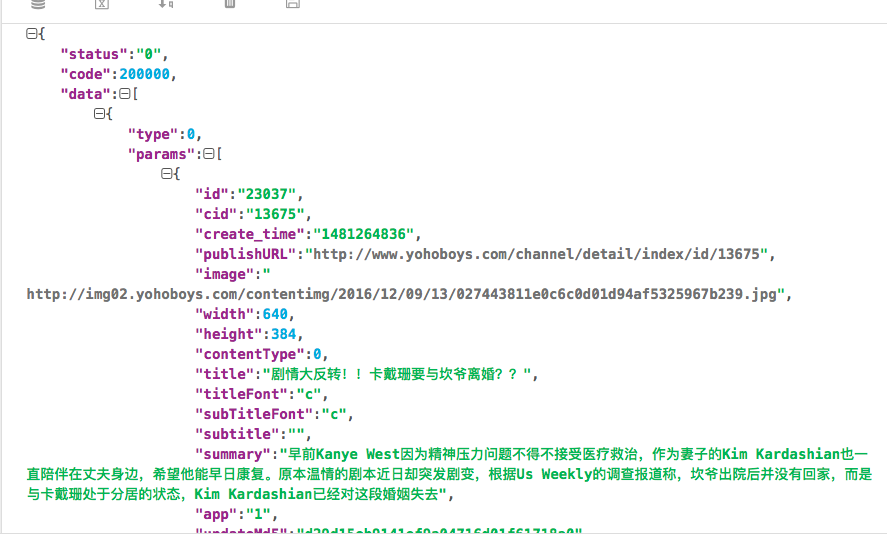 {
"status":"0",
"code":200000,
"data":[
{
"type":0,
"params":[
{
"id":"23037",
"cid":"13675",
"create_time":"1481264836",
"publishURL":"http://www.yohoboys.com/channel/detail/index/id/13675",
"image":"
http://img02.yohoboys.com/contentimg/2016/12/09/13/027443811e0c6c0d01d94af5325967b239.jpg",
"width":640,
"height":384,
"contentType":0,
"title":"剧情大反转！！卡戴珊要与坎爷离婚？？",
"titleFont":"c",
"subTitleFont":"c",
"subtitle":"",
"summary":"早前Kanye West因为精神压力问题不得不接受医疗救治，作为妻子的Kim Kardashian也一
直陪伴在丈夫身边，希望他能早日康复。原本温情的剧本近日却突发剧变，根据Us Weekly的调查报道称，坎爷出院后并没有回家，而是
与卡戴珊处于分居的状态，Kim Kardashian已经对这段婚姻失去",
"app":"1",